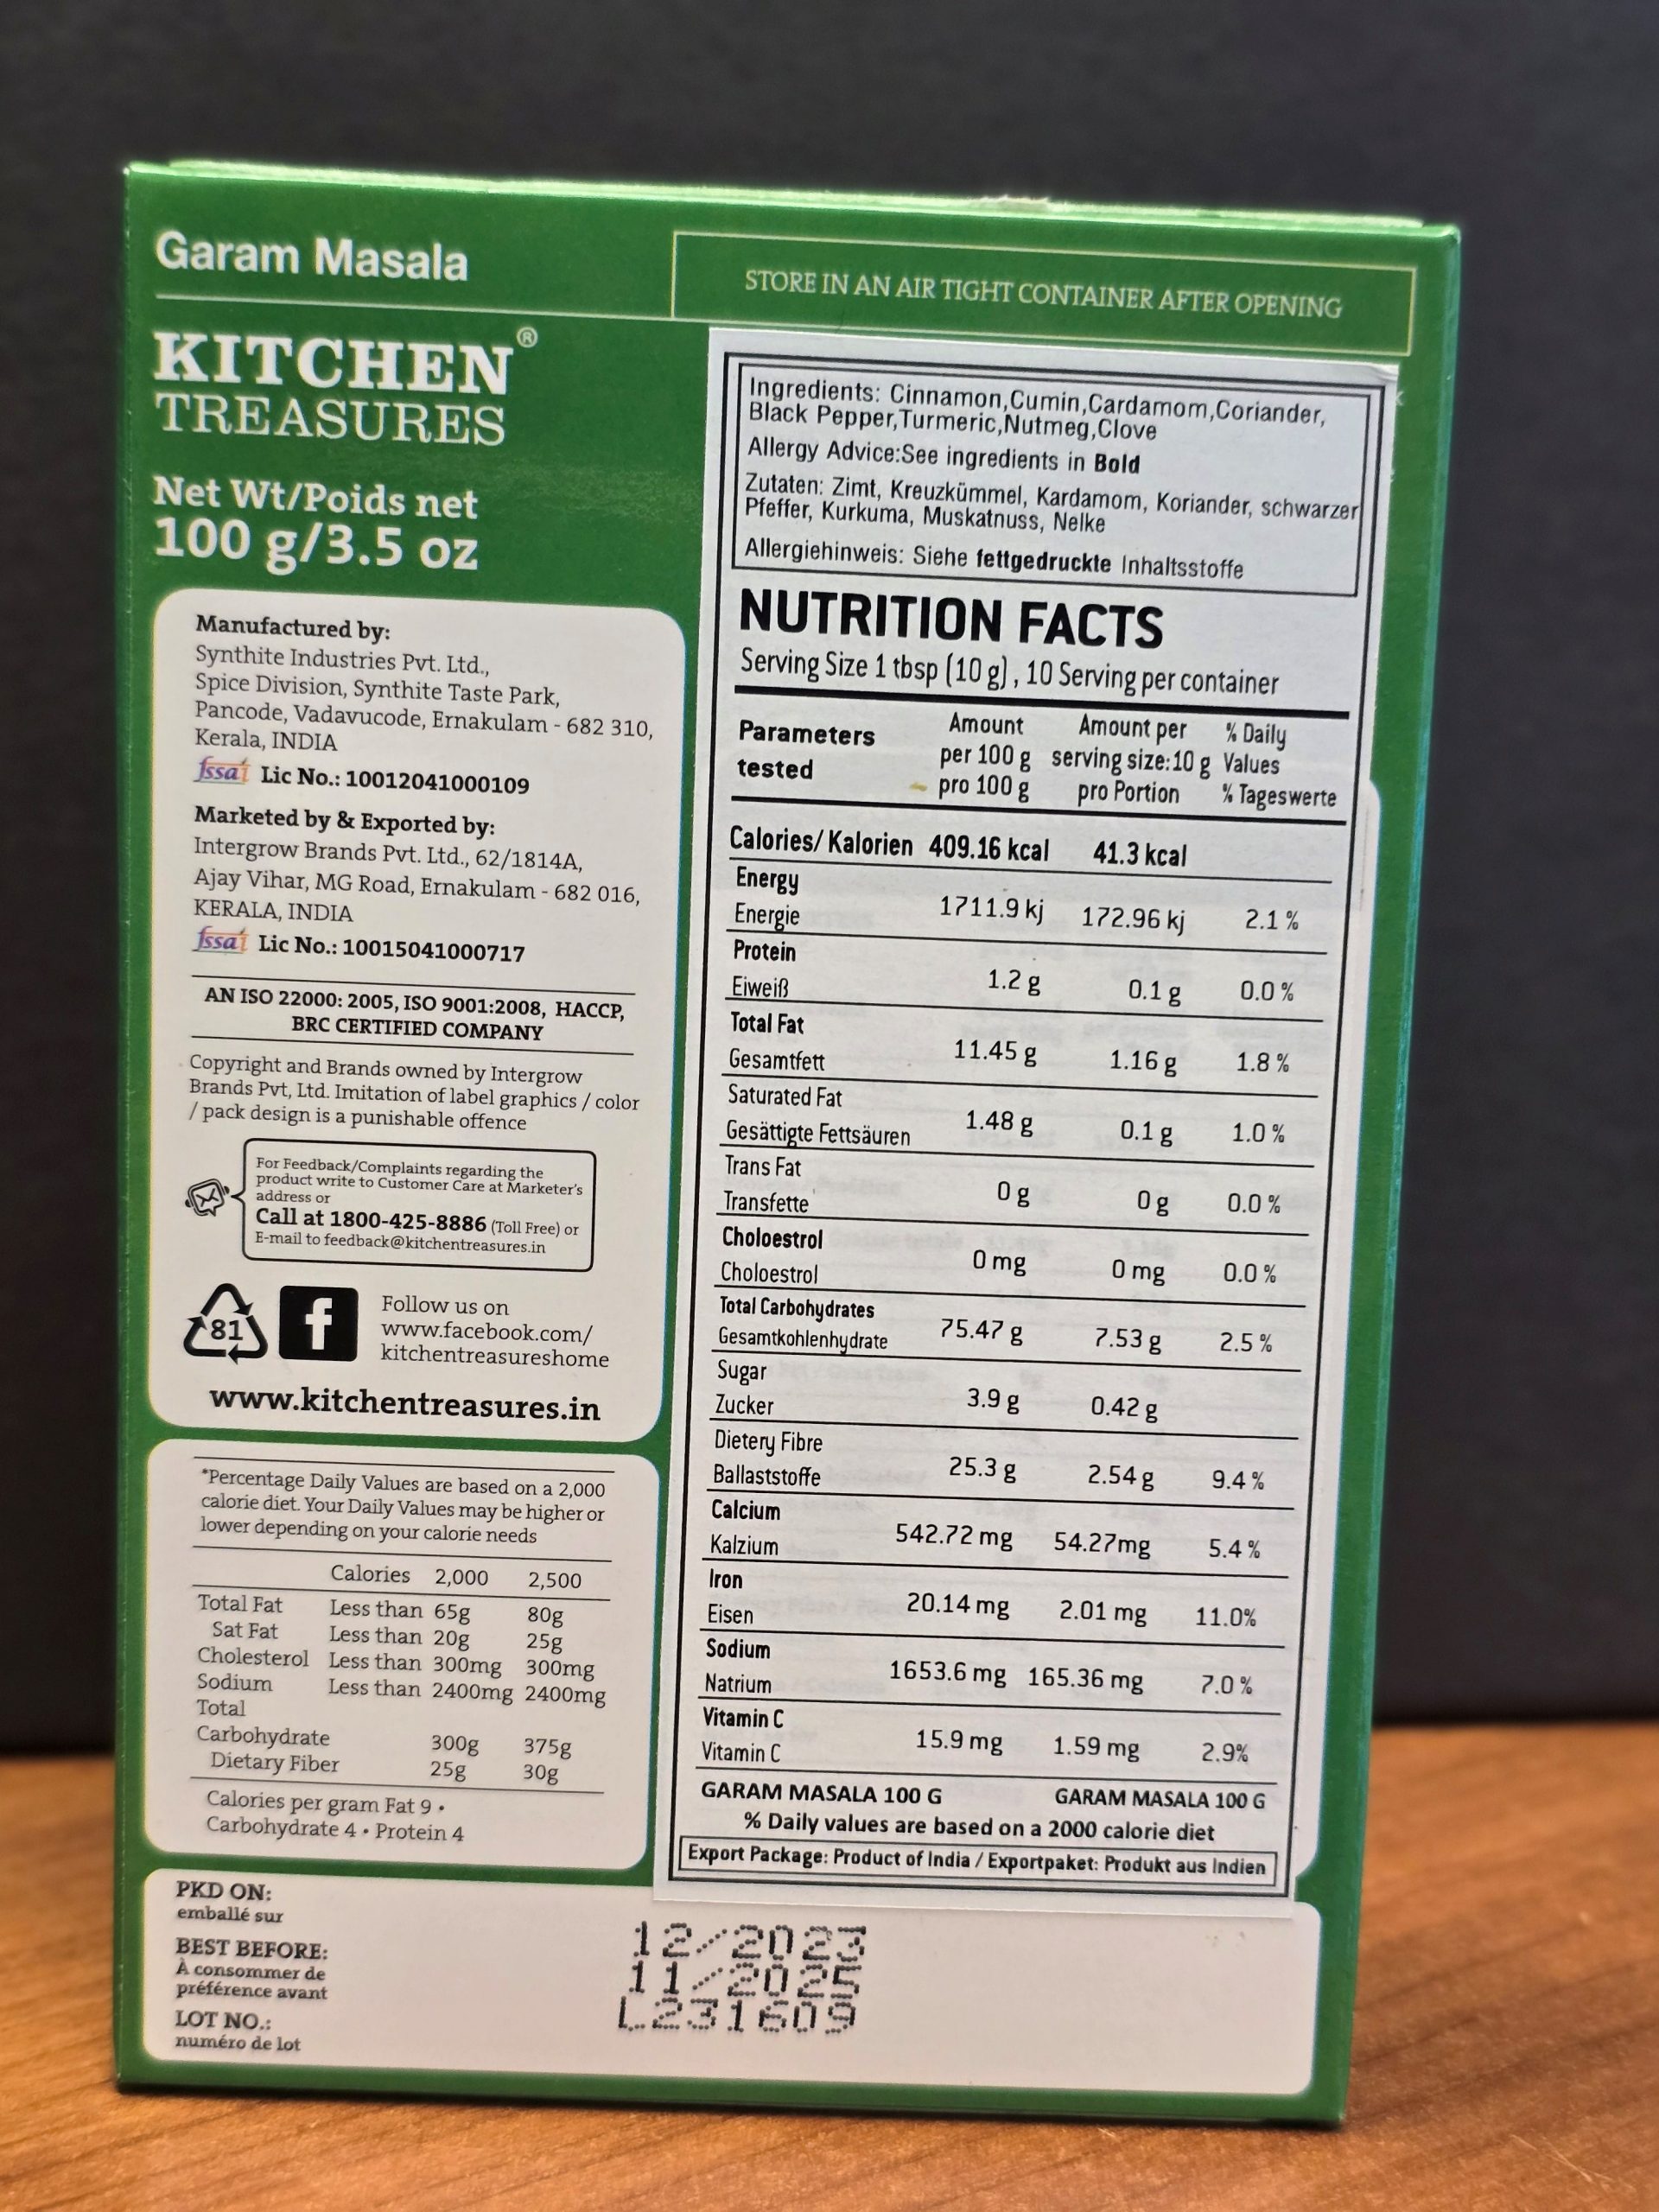 Garam Masala
STORE IN AN AIR TIGHT CONTAINER AFTER OPENING
KITCHEN®
TREASURES
Net Wt/Poids net
100 g/3.5 oz
Manufactured by:
Synthite Industries Pvt. Ltd.,
Spice Division, Synthite Taste Park,
Pancode, Vadavucode, Ernakulam - 682 310,
Kerala, INDIA
fssai Lic No.: 10012041000109
Marketed by & Exported by:
Intergrow Brands Pvt. Ltd., 62/1814A,
Ajay Vihar, MG Road, Ernakulam - 682 016,
KERALA, INDIA
fssai Lic No.: 10015041000717
AN ISO 22000: 2005, ISO 9001:2008, HACCP,
BRC CERTIFIED COMPANY
Copyright and Brands owned by Intergrow
Brands Pvt, Ltd. Imitation of label graphics / color
/ pack design is a punishable offence
For Feedback/Complaints regarding the
product write to Customer Care at Marketer's
address or
Call at 1800-425-8886 (Toll Free) or
E-mail to feedback@kitchentreasures.in
81
f
Follow us on
www.facebook.com/
kitchentreasureshome
www.kitchentreasures.in
*Percentage Daily Values are based on a 2,000
calorie diet. Your Daily Values may be higher or
lower depending on your calorie needs
Calories 2,000 2,500
Total Fat Less than 65g 80g
Sat Fat Less than 20g 25g
Cholesterol Less than 300mg 300mg
Sodium Less than 2400mg 2400mg
Total
Carbohydrate 300g 375g
Dietary Fiber 25g 30g
Calories per gram Fat 9 •
Carbohydrate 4 • Protein 4
Ingredients: Cinnamon,Cumin,Cardamom,Coriander,
Black Pepper,Turmeric,Nutmeg,Clove
Allergy Advice:See ingredients in Bold
Zutaten: Zimt, Kreuzkümmel, Kardamom, Koriander, schwarzer
Pfeffer, Kurkuma, Muskatnuss, Nelke
Allergiehinweis: Siehe fettgedruckte Inhaltsstoffe
NUTRITION FACTS
Serving Size 1 tbsp (10 g) , 10 Serving per container
Parameters Amount Amount per % Daily
tested per 100 g serving size:10 g Values
pro 100 g pro Portion % Tageswerte
Calories/ Kalorien 409.16 kcal 41.3 kcal
Energy
Energie 1711.9 kj 172.96 kj 2.1 %
Protein
Eiweiß 1.2 g 0.1 g 0.0 %
Total Fat
Gesamtfett 11.45 g 1.16 g 1.8 %
Saturated Fat
Gesättigte Fettsäuren 1.48 g 0.1 g 1.0 %
Trans Fat
Transfette 0 g 0 g 0.0 %
Choloestrol
Choloestrol 0 mg 0 mg 0.0 %
Total Carbohydrates
Gesamtkohlenhydrate 75.47 g 7.53 g 2.5 %
Sugar
Zucker 3.9 g 0.42 g
Dietery Fibre
Ballaststoffe 25.3 g 2.54 g 9.4 %
Calcium
Kalzium 542.72 mg 54.27mg 5.4 %
Iron
Eisen 20.14 mg 2.01 mg 11.0%
Sodium
Natrium 1653.6 mg 165.36 mg 7.0 %
Vitamin C
Vitamin C 15.9 mg 1.59 mg 2.9%
GARAM MASALA 100 G GARAM MASALA 100 G
% Daily values are based on a 2000 calorie diet
Export Package: Product of India / Exportpaket: Produkt aus Indien
PKD ON:
emballé sur
BEST BEFORE:
À consommer de
préférence avant
LOT NO.:
numéro de lot
12/2023
11/2025
L231609